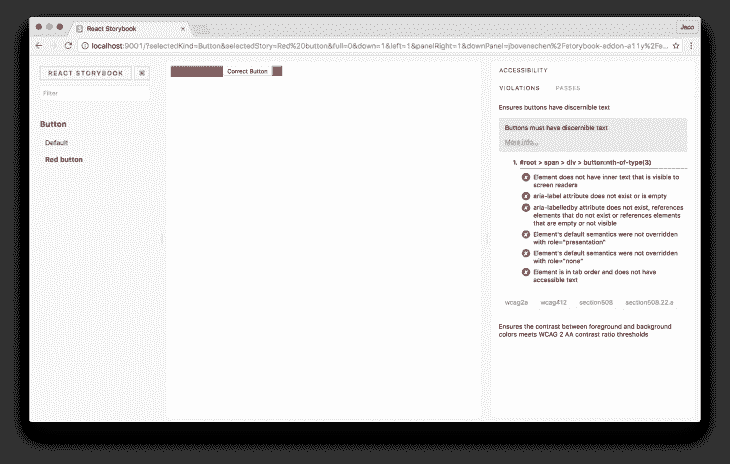 React Storybook
Jaco
localhost:9001/?selectedKind=Button&selectedStory=Red%20button&full=0&down=1&left=1&panelRight=1&downPanel=jbovenschen%2Fstorybook-addon-a11y%2Fe...
REACT STORYBOOK
⌘
Filter
Button
Default
Red button
Correct Button
ACCESSIBILITY
VIOLATIONS PASSES
Ensures buttons have discernible text
Buttons must have discernible text
More info...
1. #root > span > div > button:nth-of-type(3)
Element does not have inner text that is visible to
screen readers
aria-label attribute does not exist or is empty
aria-labelledby attribute does not exist, references
elements that do not exist or references elements
that are empty or not visible
Element's default semantics were not overridden
with role="presentation"
Element's default semantics were not overridden
with role="none"
Element is in tab order and does not have
accessible text
wcag2a wcag412 section508 section508.22.a
Ensures the contrast between foreground and background
colors meets WCAG 2 AA contrast ratio thresholds